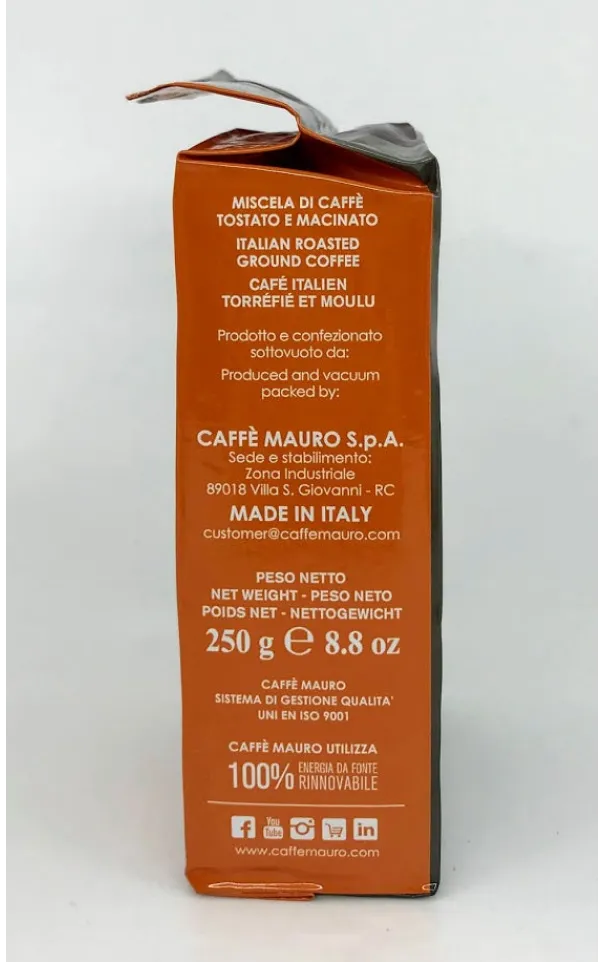 MISCELA DI CAFFÈ
TOSTATO E MACINATO
ITALIAN ROASTED
GROUND COFFEE
CAFÉ ITALIEN
TORRÉFIÉ ET MOULU
Prodotto e confezionato
sottovuoto da:
Produced and vacuum
packed by:
CAFFÈ MAURO S.p.A.
Sede e stabilimento:
Zona Industriale
89018 Villa S. Giovanni - RC
MADE IN ITALY
customer@caffemauro.com
PESO NETTO
NET WEIGHT - PESO NETO
POIDS NET - NETTOGEWICHT
250 g ℮ 8.8 oz
CAFFÈ MAURO
SISTEMA DI GESTIONE QUALITA'
UNI EN ISO 9001
CAFFÈ MAURO UTILIZZA
100% ENERGIA DA FONTE
RINNOVABILE
f You Tube in
www.caffemauro.com